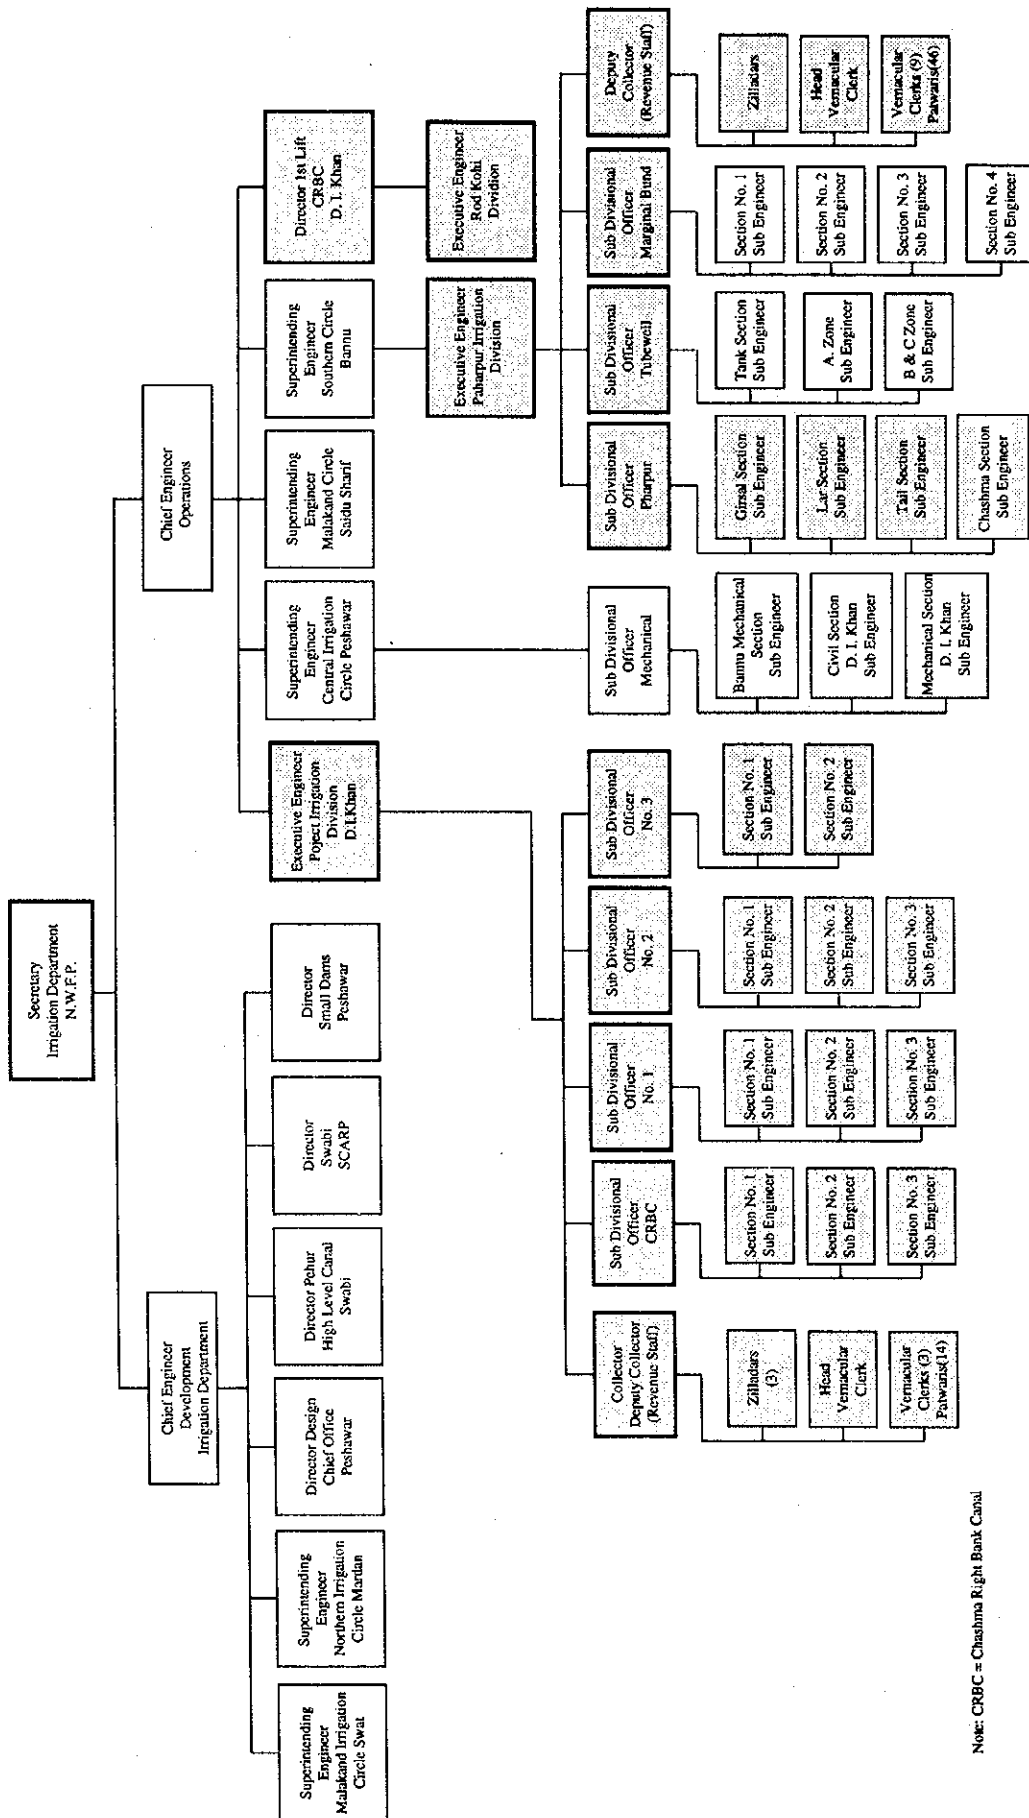 Secretary
Irrigation Department
N.W.F.P.
Chief Engineer
Development
Irrigation Department
Chief Engineer
Operations
Superintending
Engineer
Malakand Irrigation
Circle Swat
Superintending
Engineer
Northern Irrigation
Circle Mardan
Director Design
Chief Office
Peshawar
Director Pehur
High Level Canal
Swabi
Director
Swabi
SCARP
Director
Small Dams
Peshawar
Executive Engineer
Poject Irrigation
Division
D.I.Khan
Superintending
Engineer
Central Irrigation
Circle Peshawar
Superintending
Engineer
Malakand Circle
Saidu Sharif
Superintending
Engineer
Southern Circle
Bannu
Director 1st Lift
CRBC
D. I. Khan
Executive Engineer
Paharpur Irrigation
Division
Executive Engineer
Rod Kohi
Dividion
Collector
Deputy Collector
(Revenue Staff)
Sub Divisional
Officer
CRBC
Sub Divisional
Officer
No. 1
Sub Divisional
Officer
No. 2
Sub Divisional
Officer
No. 3
Sub Divisional
Officer
Mechanical
Sub Divisional
Officer
Pharpur
Sub Divisional
Officer
Tubewell
Sub Divisional
Officer
Marginal Bund
Deputy
Collector
(Revenue Staff)
Zilladars
(3)
Head
Vernacular
Clerk
Vernacular
Clerks (3)
Patwaris(14)
Section No. 1
Sub Engineer
Section No. 2
Sub Engineer
Section No. 3
Sub Engineer
Section No. 1
Sub Engineer
Section No. 2
Sub Engineer
Section No. 3
Sub Engineer
Section No. 1
Sub Engineer
Section No. 2
Sub Engineer
Section No. 3
Sub Engineer
Section No. 1
Sub Engineer
Section No. 2
Sub Engineer
Bannu Mechanical
Section
Sub Engineer
Civil Section
D. I. Khan
Sub Engineer
Mechanical Section
D. I. Khan
Sub Engineer
Girsal Section
Sub Engineer
Lar Section
Sub Engineer
Tail Section
Sub Engineer
Chashma Section
Sub Engineer
Tank Section
Sub Engineer
A. Zone
Sub Engineer
B & C Zone
Sub Engineer
Section No. 1
Sub Engineer
Section No. 2
Sub Engineer
Section No. 3
Sub Engineer
Section No. 4
Sub Engineer
Zilladars
Head
Vernacular
Clerk
Vernacular
Clerks (9)
Patwaris(46)
Note: CRBC = Chashma Right Bank Canal